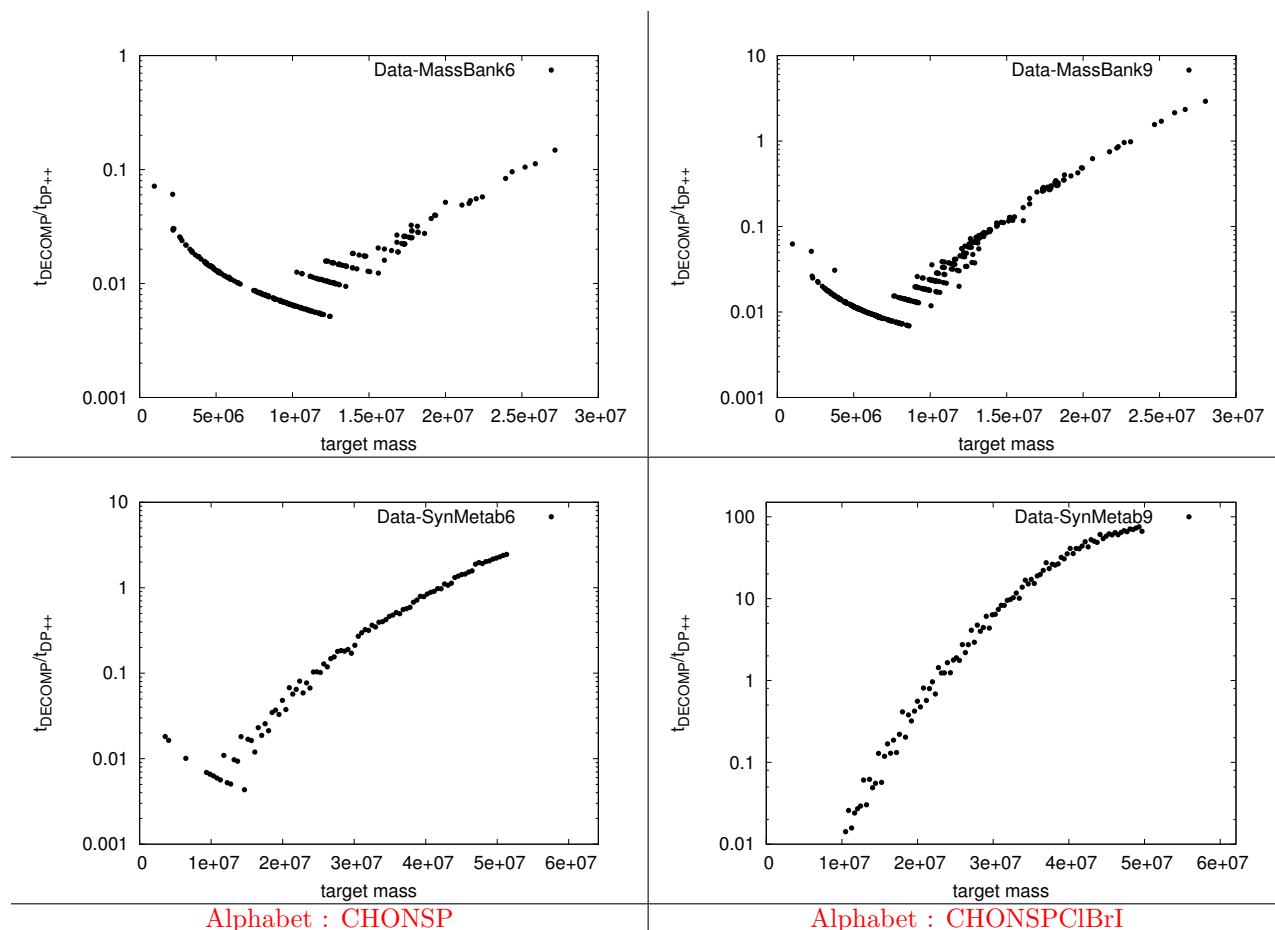 1
0.1
0.01
0.001
0
5e+06
1e+07
1.5e+07
2e+07
2.5e+07
3e+07
tDECOMP/tDP++
target mass
Data-MassBank6
10
1
0.1
0.01
0.001
0
5e+06
1e+07
1.5e+07
2e+07
2.5e+07
3e+07
tDECOMP/tDP++
target mass
Data-MassBank9
10
1
0.1
0.01
0.001
0
1e+07
2e+07
3e+07
4e+07
5e+07
6e+07
tDECOMP/tDP++
target mass
Data-SynMetab6
100
10
1
0.1
0.01
0
1e+07
2e+07
3e+07
4e+07
5e+07
6e+07
tDECOMP/tDP++
target mass
Data-SynMetab9
Alphabet : CHONSP
Alphabet : CHONSPClBrI